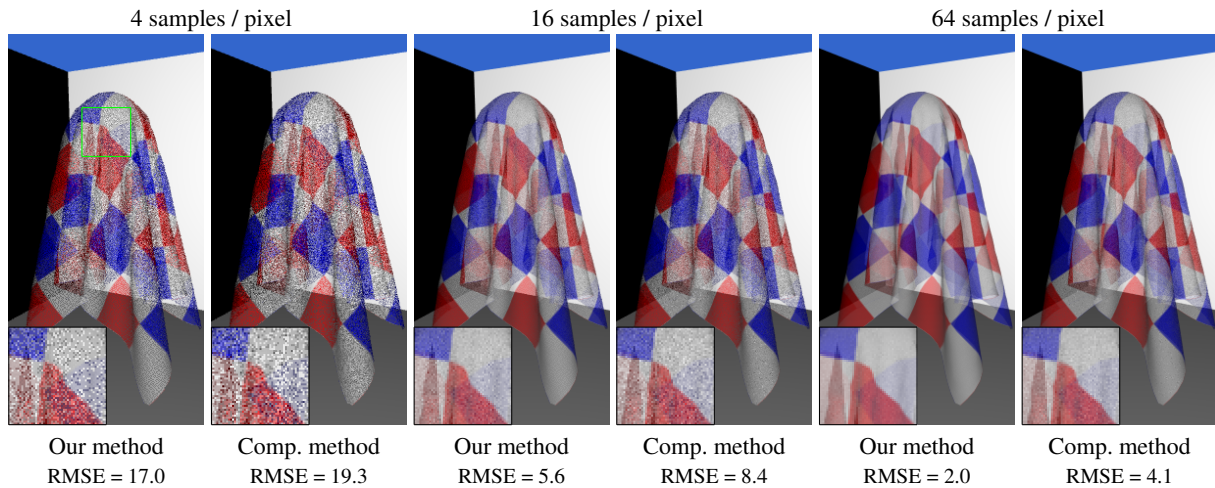 4 samples / pixel
16 samples / pixel
64 samples / pixel
Our method
Comp. method
Our method
Comp. method
Our method
Comp. method
RMSE = 17.0
RMSE = 19.3
RMSE = 5.6
RMSE = 8.4
RMSE = 2.0
RMSE = 4.1